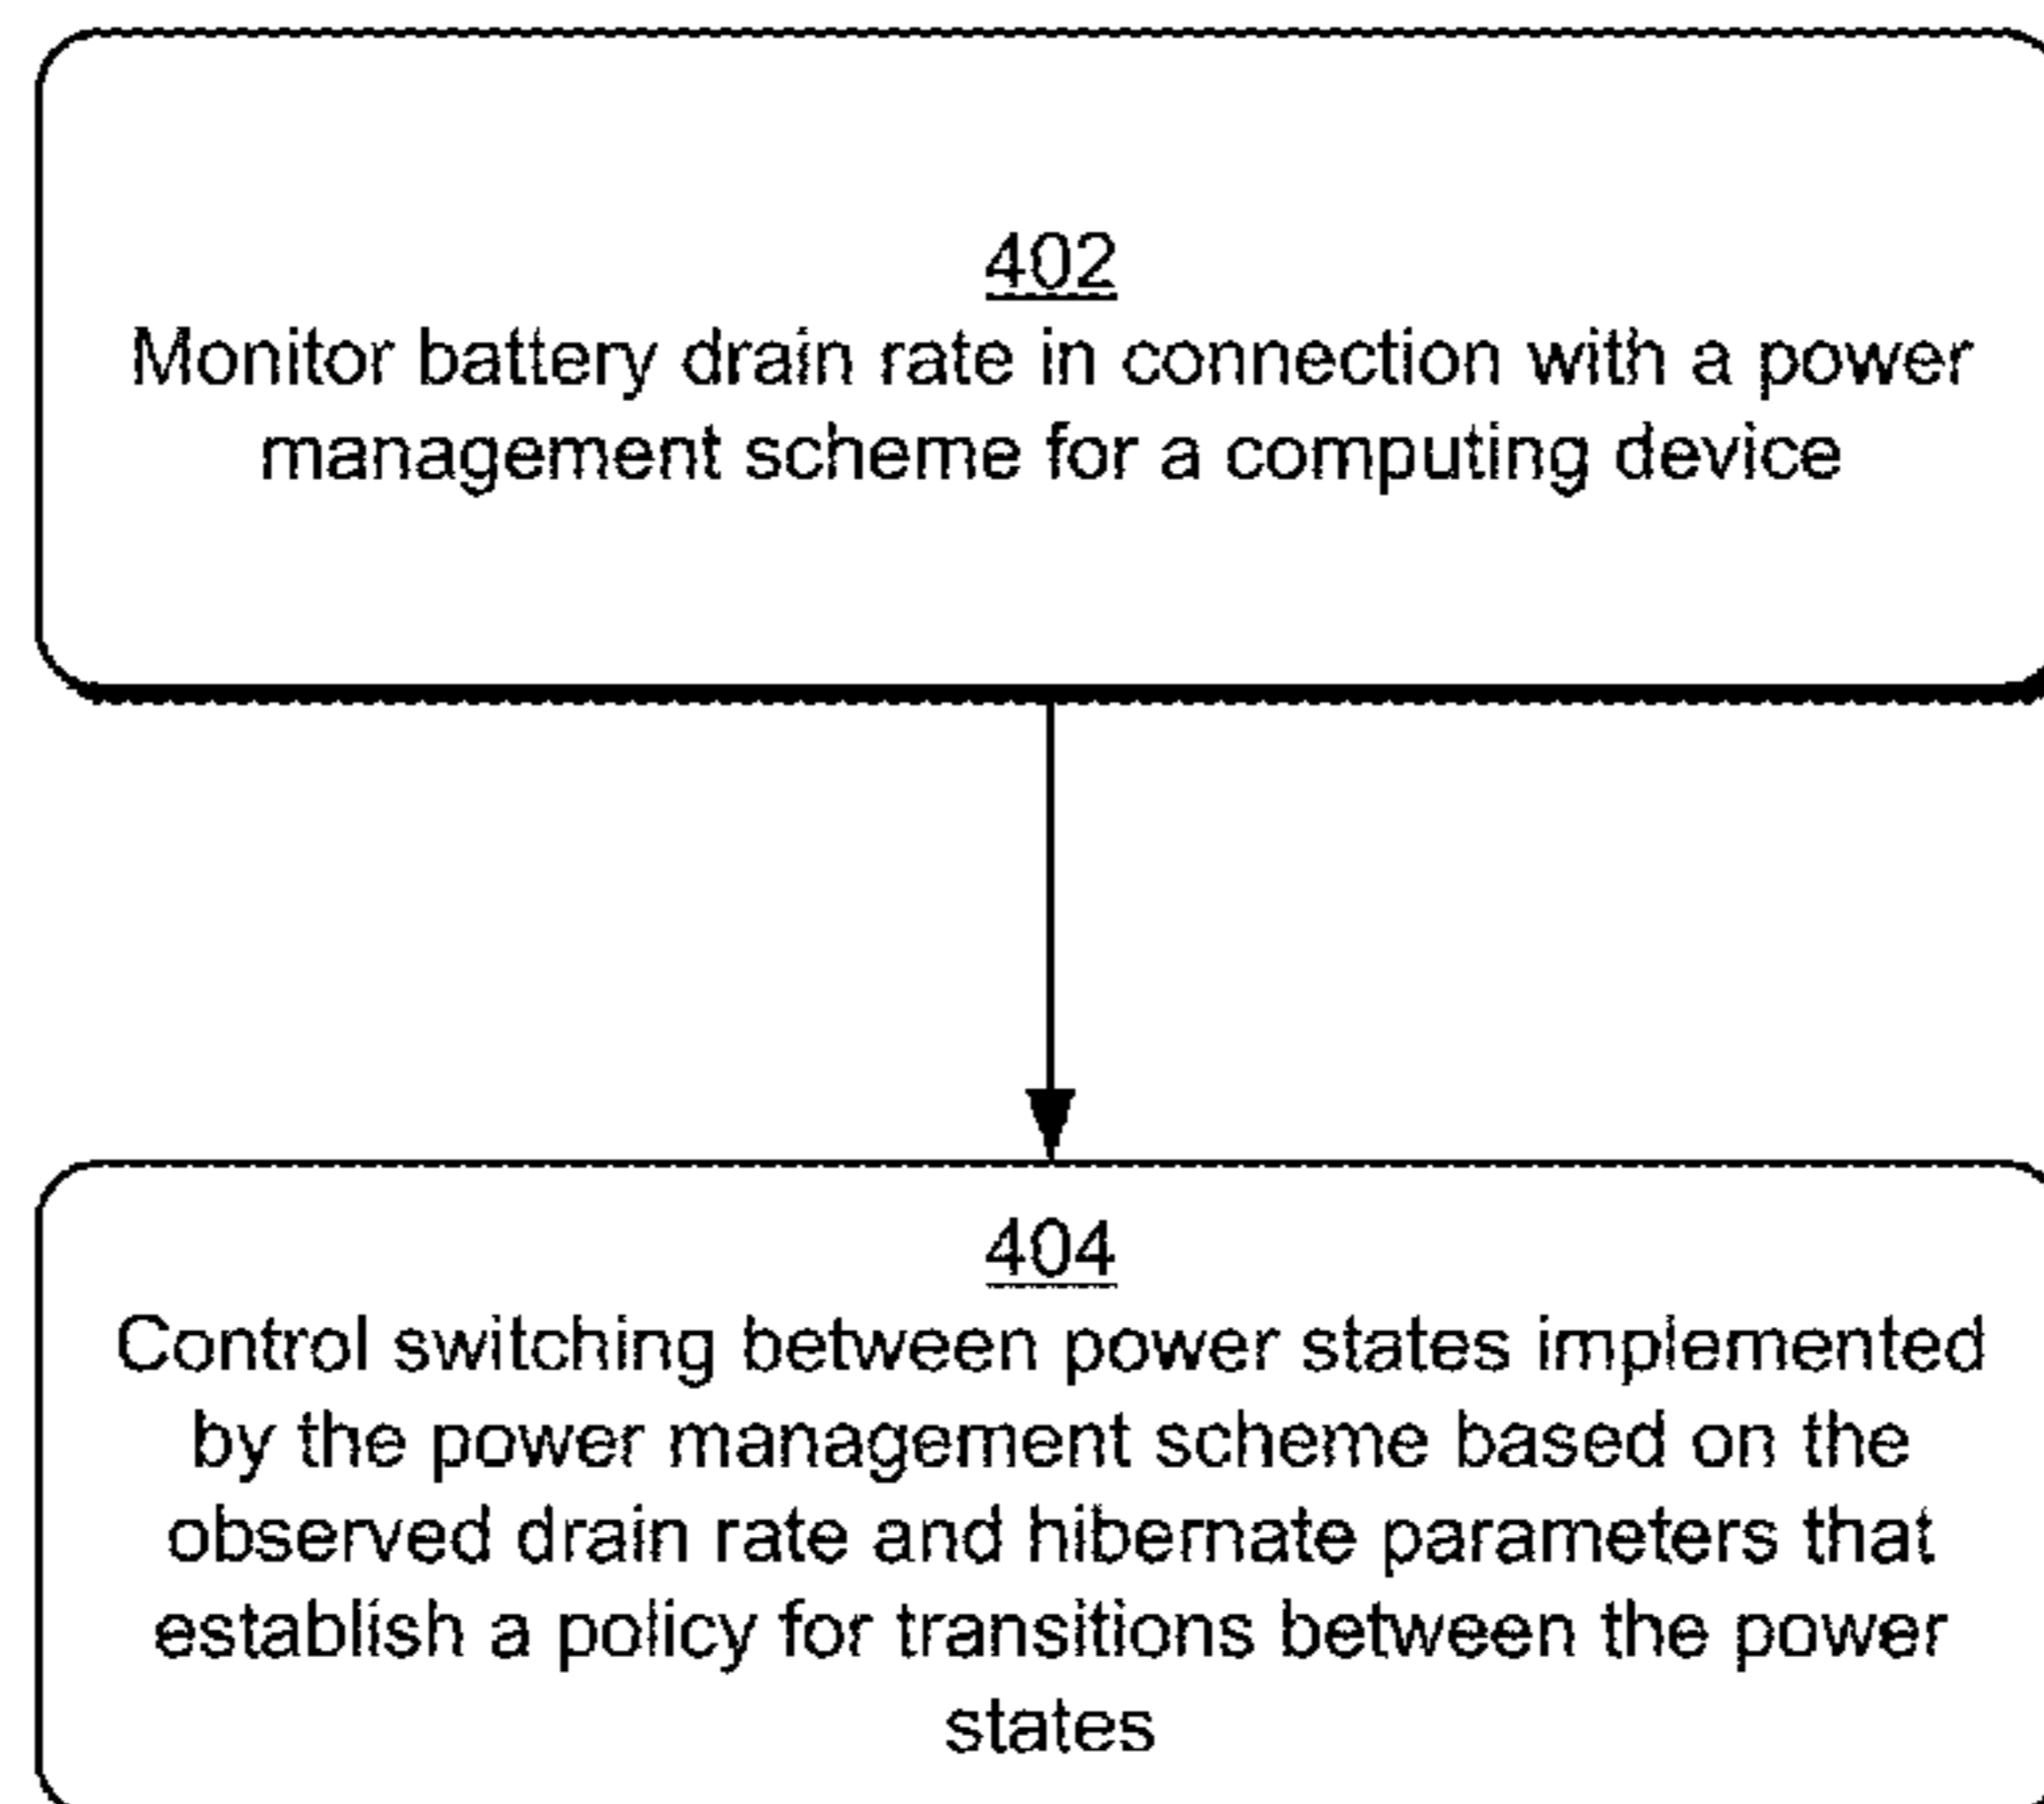 402
Monitor battery drain rate in connection with a power
management scheme for a computing device
404
Control switching between power states implemented
by the power management scheme based on the
observed drain rate and hibernate parameters that
establish a policy for transitions between the power
states